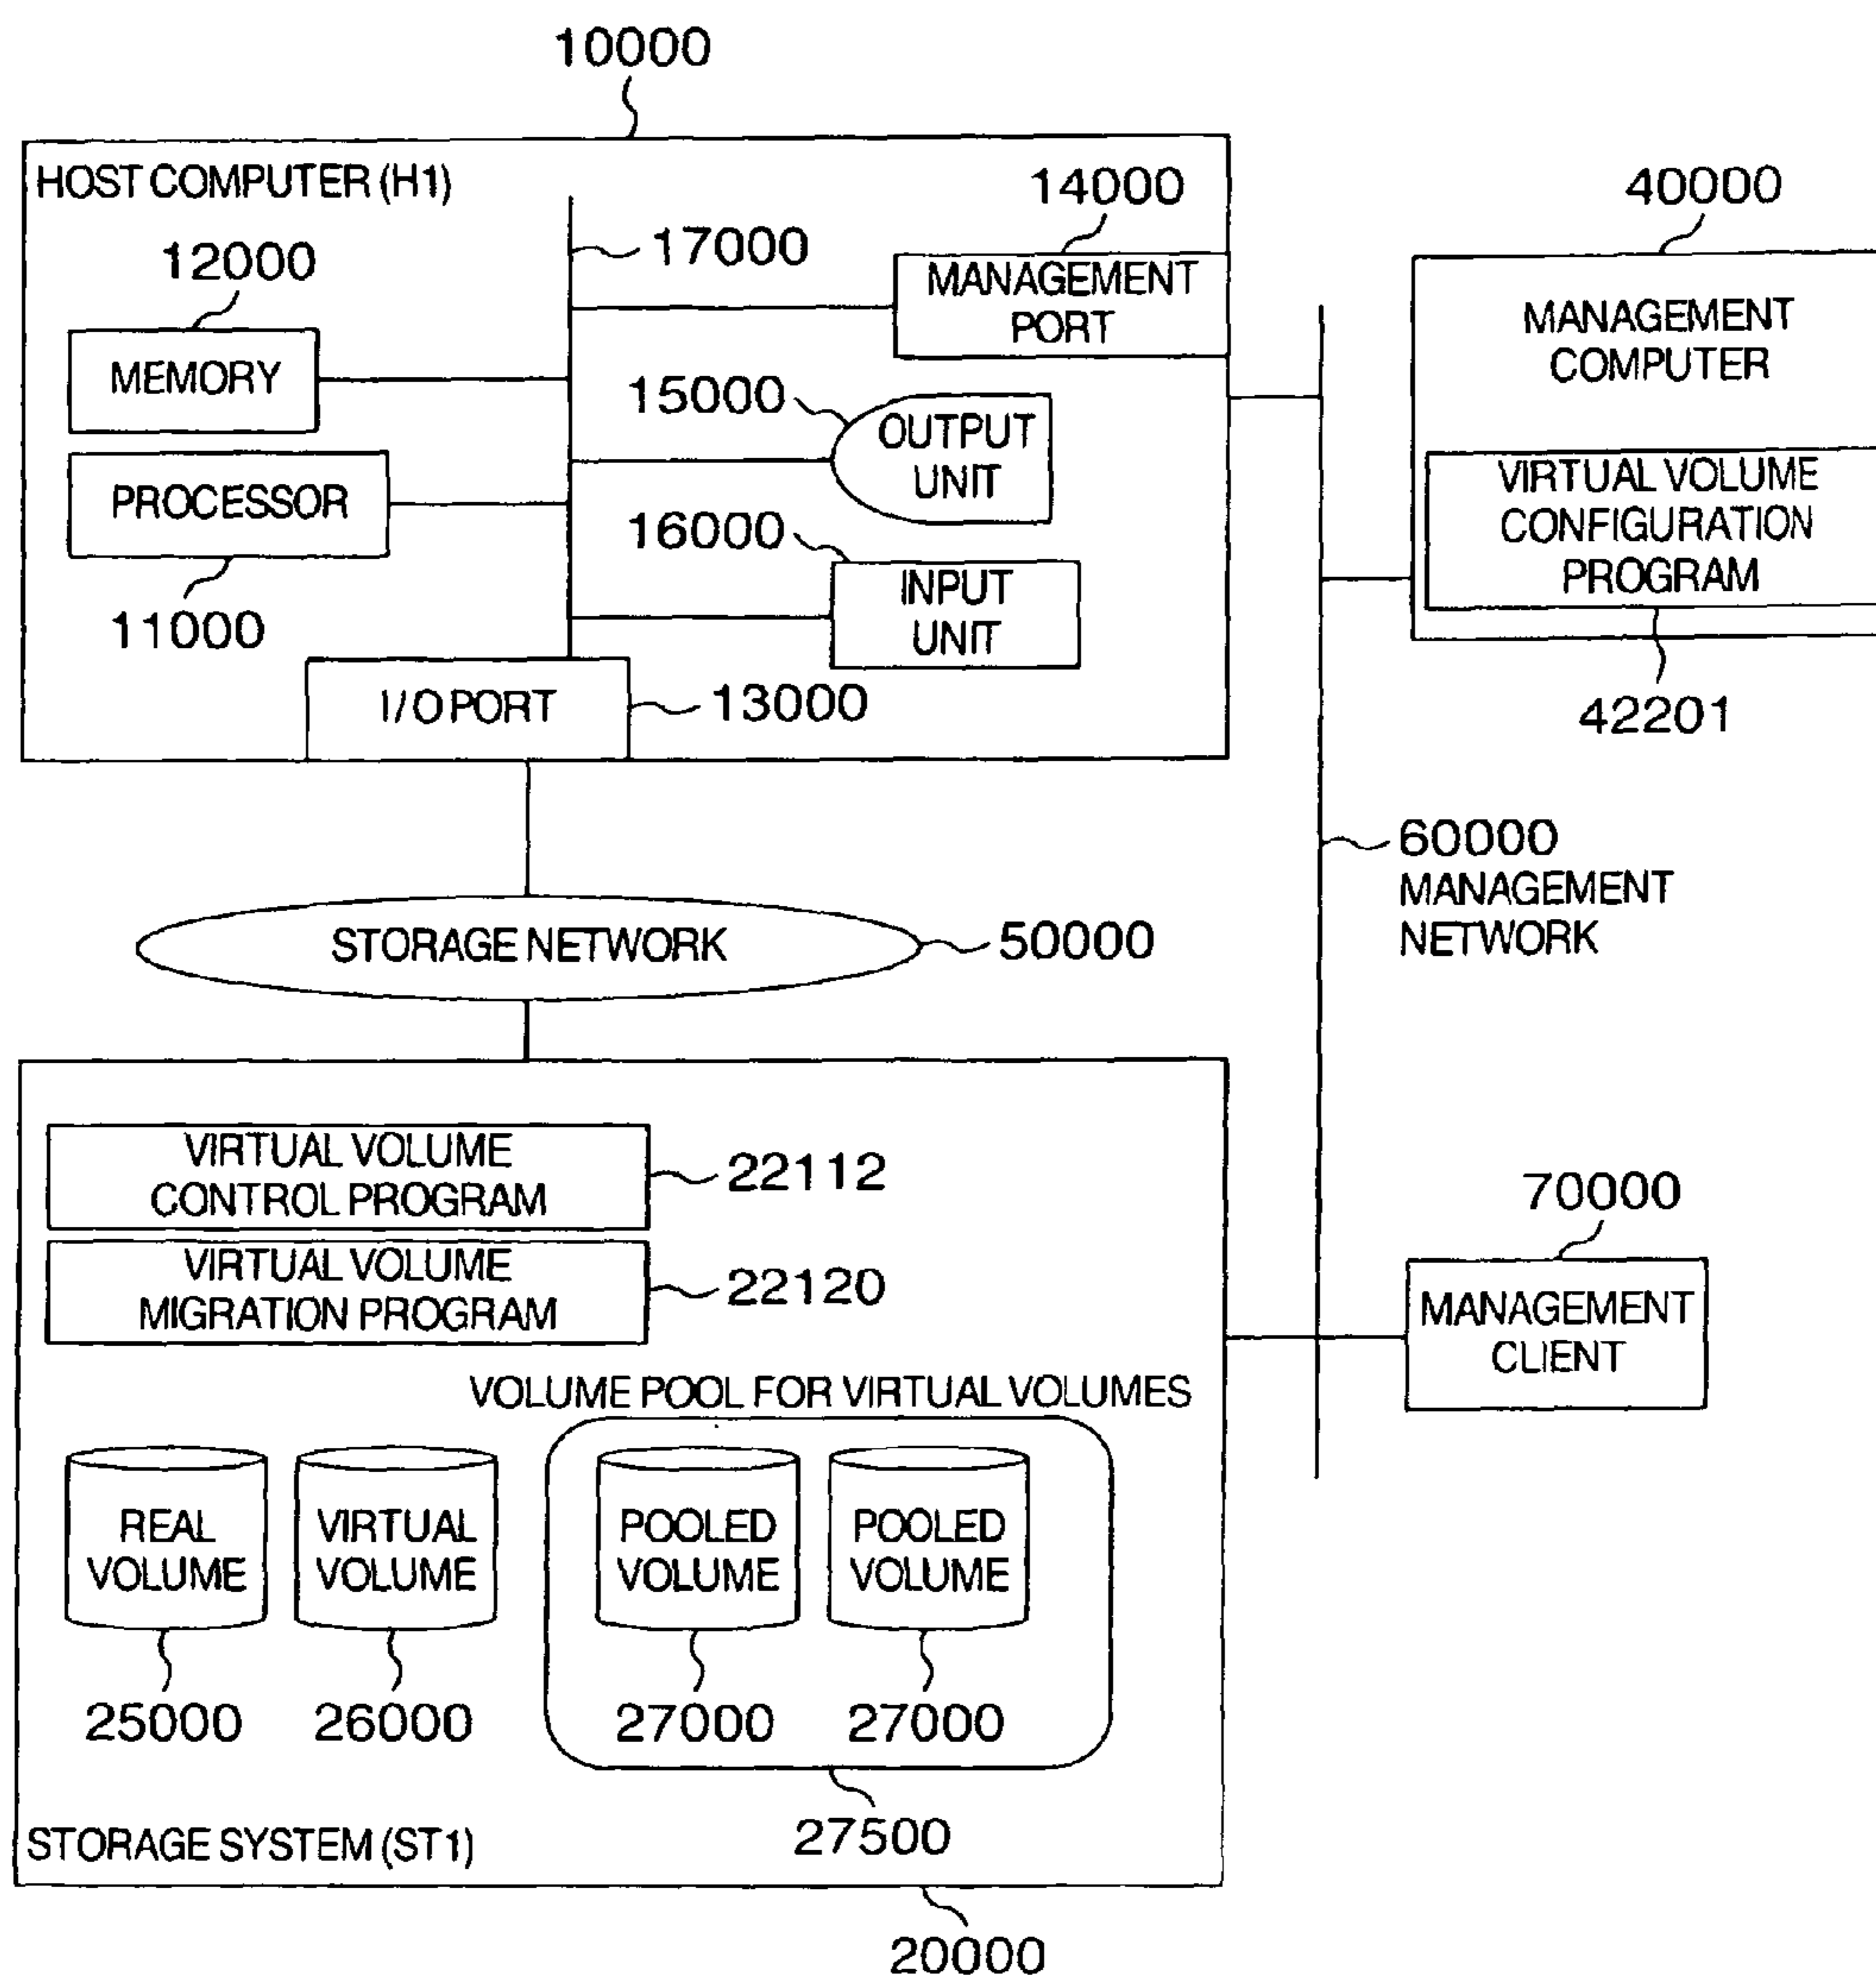 10000
HOST COMPUTER (H1)
14000
40000
17000
12000
MANAGEMENT
PORT
MANAGEMENT
COMPUTER
MEMORY
15000
OUTPUT
UNIT
PROCESSOR
VIRTUAL VOLUME
CONFIGURATION
PROGRAM
16000
INPUT
UNIT
11000
I/O PORT
13000
42201
60000
MANAGEMENT
NETWORK
STORAGE NETWORK
50000
VIRTUAL VOLUME
CONTROL PROGRAM
22112
70000
VIRTUAL VOLUME
MIGRATION PROGRAM
22120
MANAGEMENT
CLIENT
VOLUME POOL FOR VIRTUAL VOLUMES
REAL
VOLUME
VIRTUAL
VOLUME
POOLED
VOLUME
POOLED
VOLUME
25000
26000
27000
27000
27500
STORAGE SYSTEM (ST1)
20000